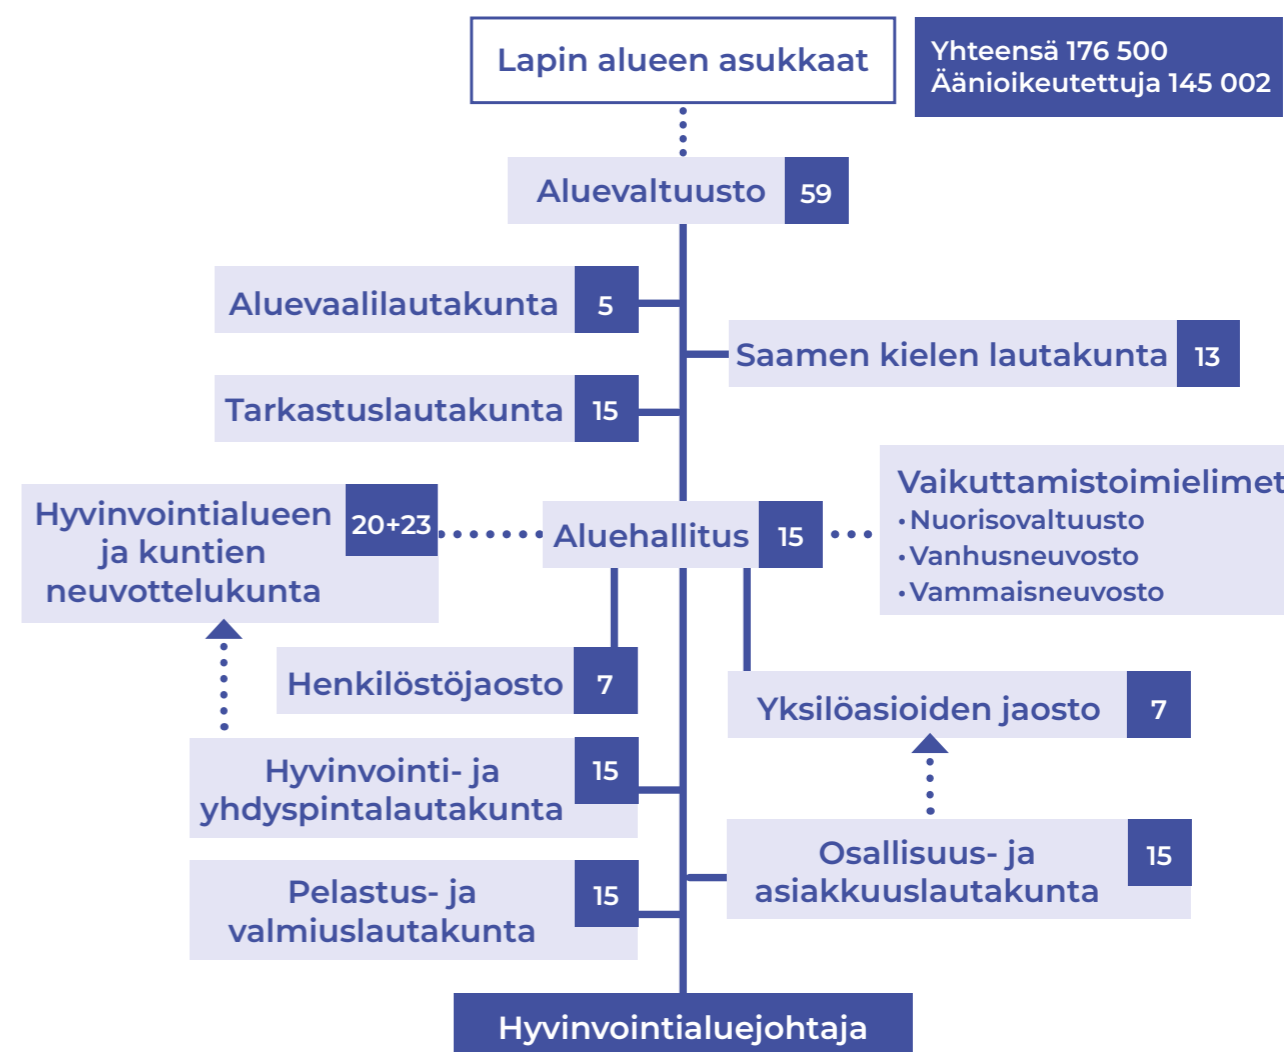 Lapin alueen asukkaat
Yhteensä 176 500
Äänioikeutettuja 145 002
Aluevaltuusto 59
Aluevaalilautakunta 5
Saamen kielen lautakunta 13
Tarkastuslautakunta 15
Hyvinvointialueen 20+23
ja kuntien
neuvottelukunta
Aluehallitus 15
Vaikuttamistoimielimet
• Nuorisovaltuusto
• Vanhusneuvosto
• Vammaisneuvosto
Henkilöstöjaosto 7
Yksilöasioiden jaosto 7
Hyvinvointi- ja 15
yhdyspintalautakunta
Osallisuus- ja 15
asiakkuuslautakunta
Pelastus- ja 15
valmiuslautakunta
Hyvinvointialuejohtaja